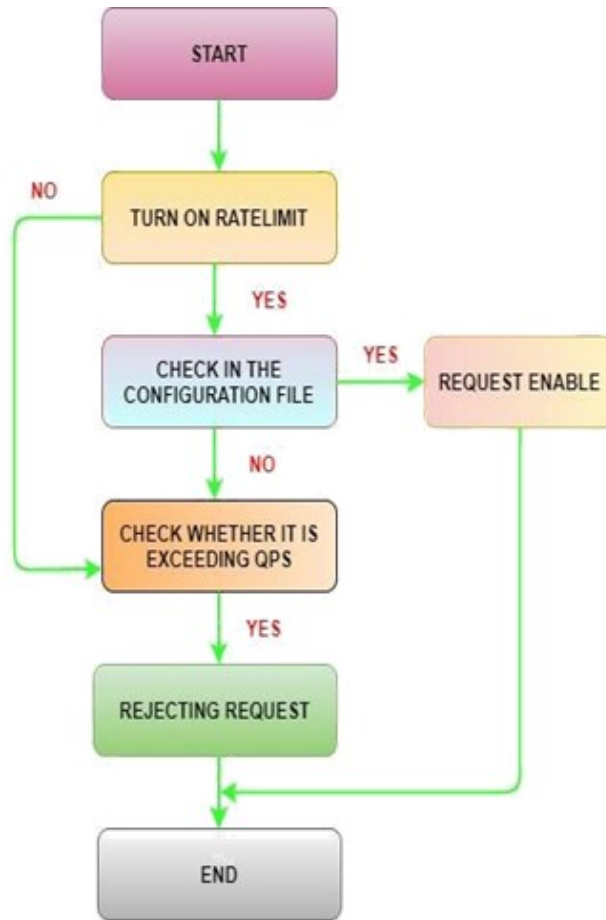 START
NO
TURN ON RATELIMIT
YES
CHECK IN THE
CONFIGURATION FILE
YES
REQUEST ENABLE
NO
CHECK WHETHER IT IS
EXCEEDING QPS
YES
REJECTING REQUEST
END